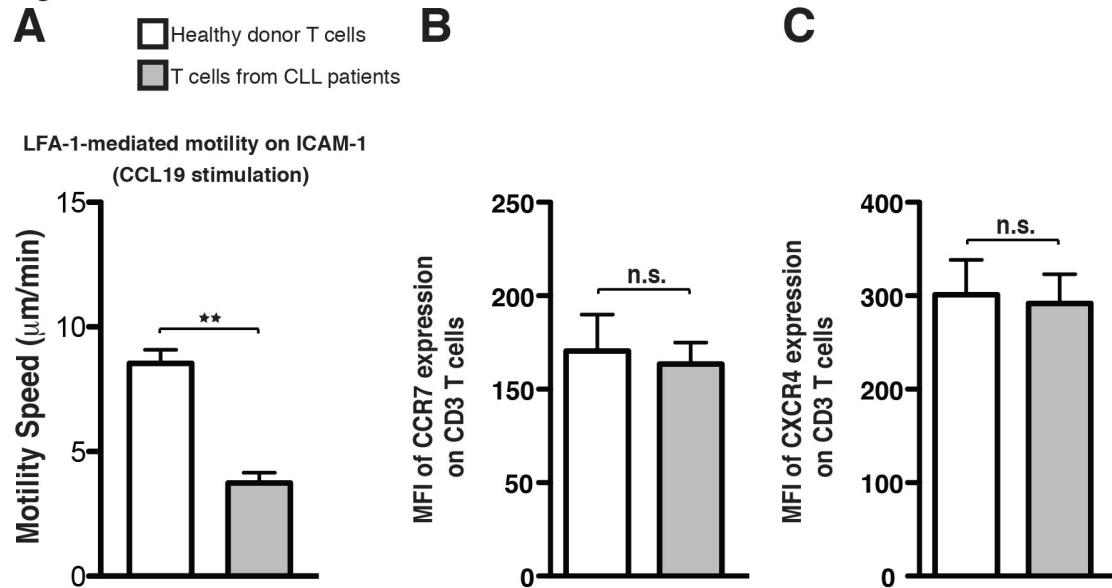 A
Healthy donor T cells
T cells from CLL patients
LFA-1-mediated motility on ICAM-1
(CCL19 stimulation)
Motility Speed (μm/min)
15
10
5
0
**
B
MFI of CCR7 expression
on CD3 T cells
250
200
150
50
0
n.s.
C
MFI of CXCR4 expression
on CD3 T cells
400
300
200
100
0
n.s.